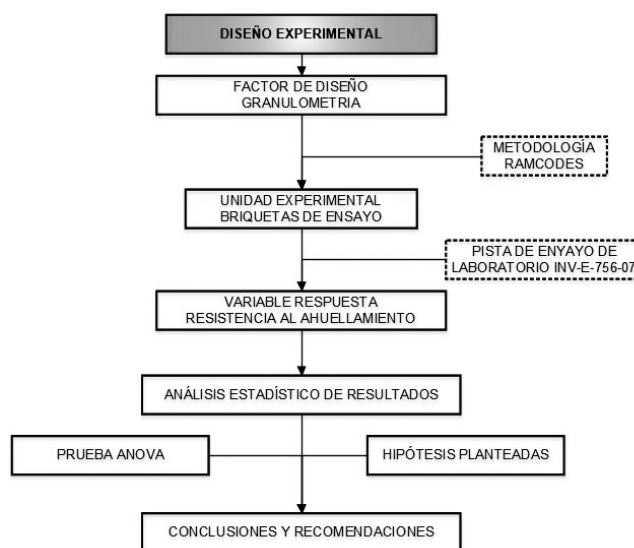 DISEÑO EXPERIMENTAL
FACTOR DE DISEÑO
GRANULOMETRIA
METODOLOGÍA
RAMCODES
UNIDAD EXPERIMENTAL
BRIQUETAS DE ENSAYO
PISTA DE ENYAYO DE
LABORATORIO INV-E-756-07
VARIABLE RESPUESTA
RESISTENCIA AL AHUELLAMIENTO
ANÁLISIS ESTADÍSTICO DE RESULTADOS
PRUEBA ANOVA
HIPÓTESIS PLANTEADAS
CONCLUSIONES Y RECOMENDACIONES